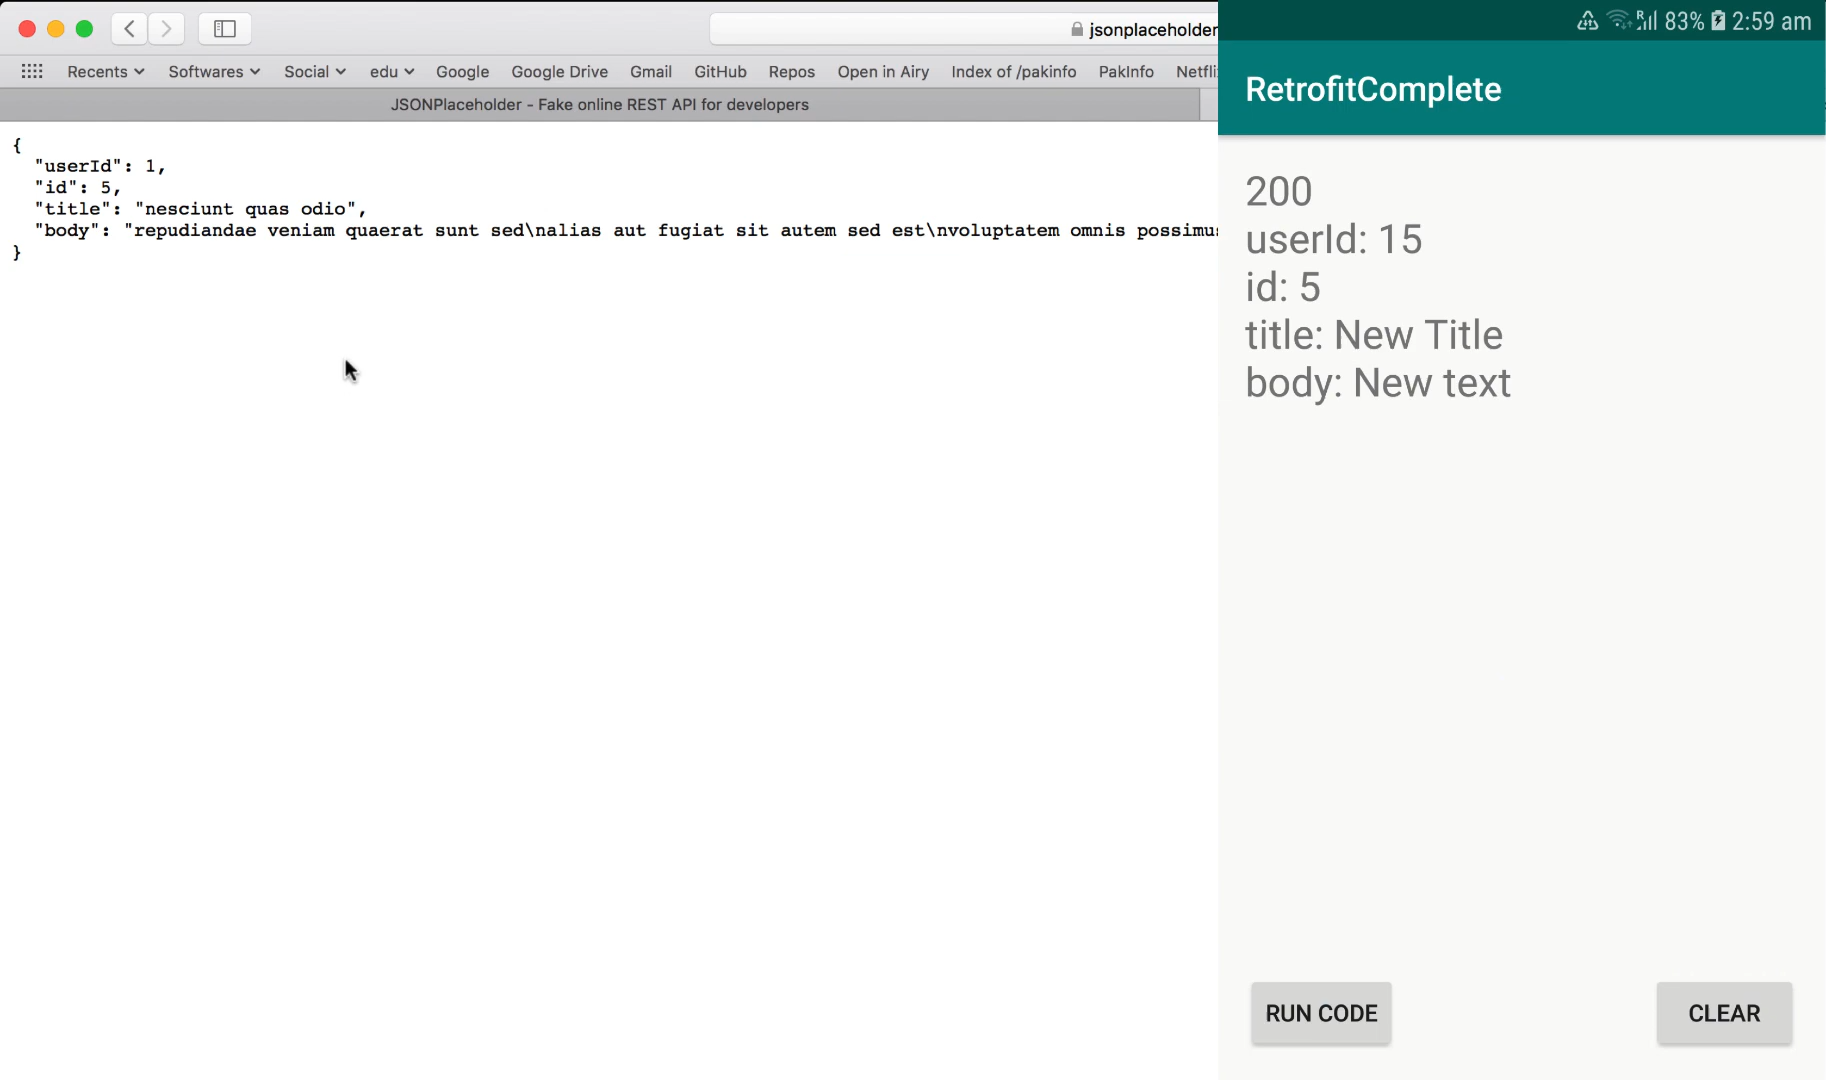 jsonplaceholder
Recents Softwares Social edu Google Google Drive Gmail GitHub Repos Open in Airy Index of /pakinfo PakInfo Netfli
JSONPlaceholder - Fake online REST API for developers
{
"userId": 1,
"id": 5,
"title": "nesciunt quas odio",
"body": "repudiandae veniam quaerat sunt sed\nalias aut fugiat sit autem sed est\nvoluptatem omnis possimu
}
R 83% 2:59 am
RetrofitComplete
200
userId: 15
id: 5
title: New Title
body: New text
RUN CODE CLEAR